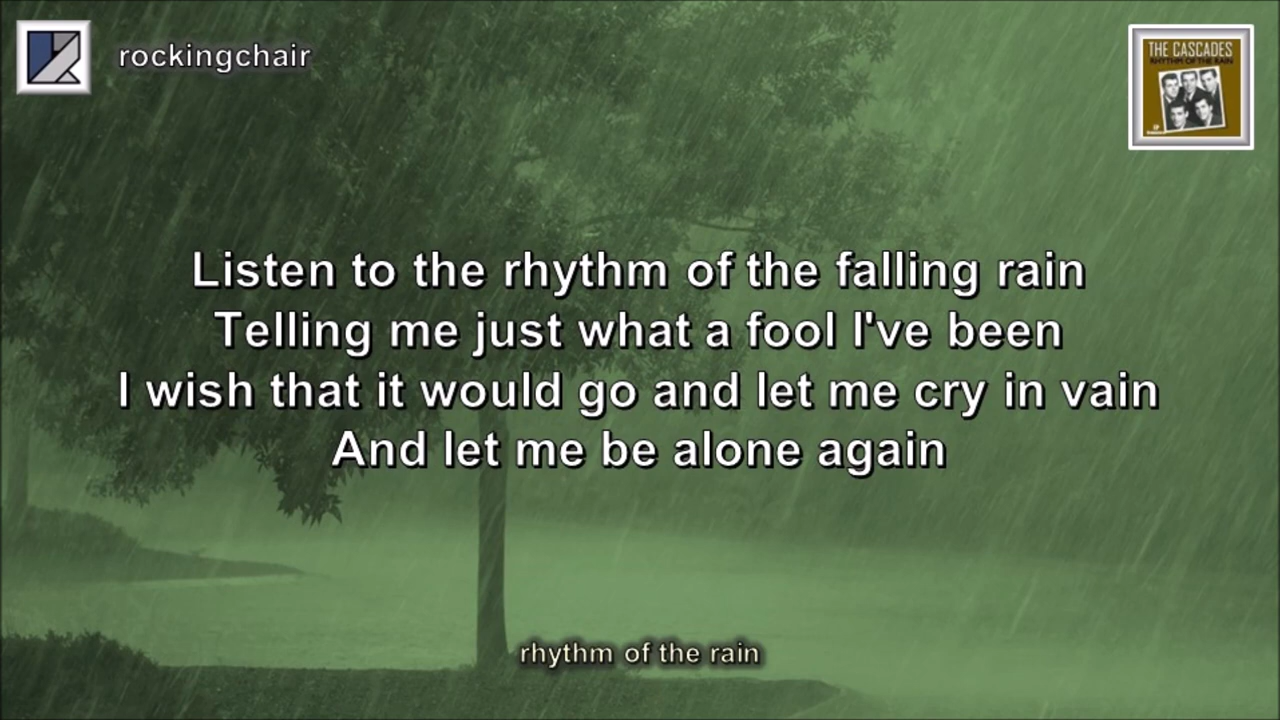 rockingchair
THE CASCADES
RHYTHM OF THE RAIN
Listen to the rhythm of the falling rain
Telling me just what a fool I've been
I wish that it would go and let me cry in vain
And let me be alone again
rhythm of the rain